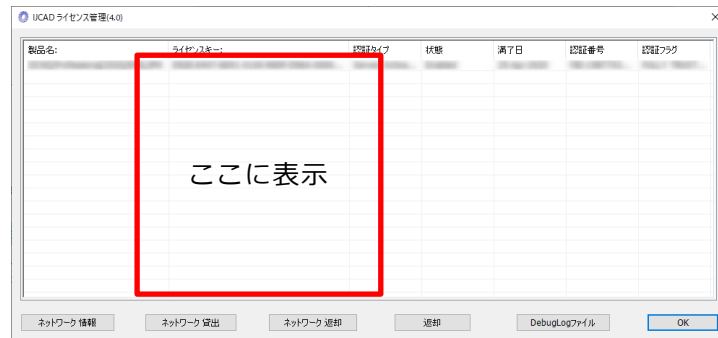 IJCAD ライセンス管理(4.0)
製品名: ライセンスキー: 認証タイプ 状態 満了日 認証番号 認証フラグ
ここに表示
ネットワーク 情報 ネットワーク 貸出 ネットワーク 返却 返却 DebugLogファイル OK